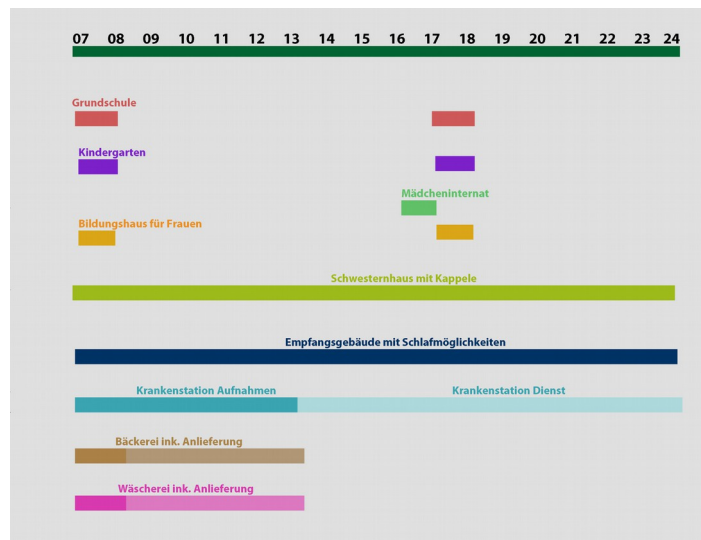 07 08 09 10 11 12 13 14 15 16 17 18 19 20 21 22 23 24
Grundschule
Kindergarten
Mädcheninternat
Bildungshaus für Frauen
Schwesternhaus mit Kappele
Empfangsgebäude mit Schlafmöglichkeiten
Krankenstation Aufnahmen Krankenstation Dienst
Bäckerei ink. Anlieferung
Wäscherei ink. Anlieferung